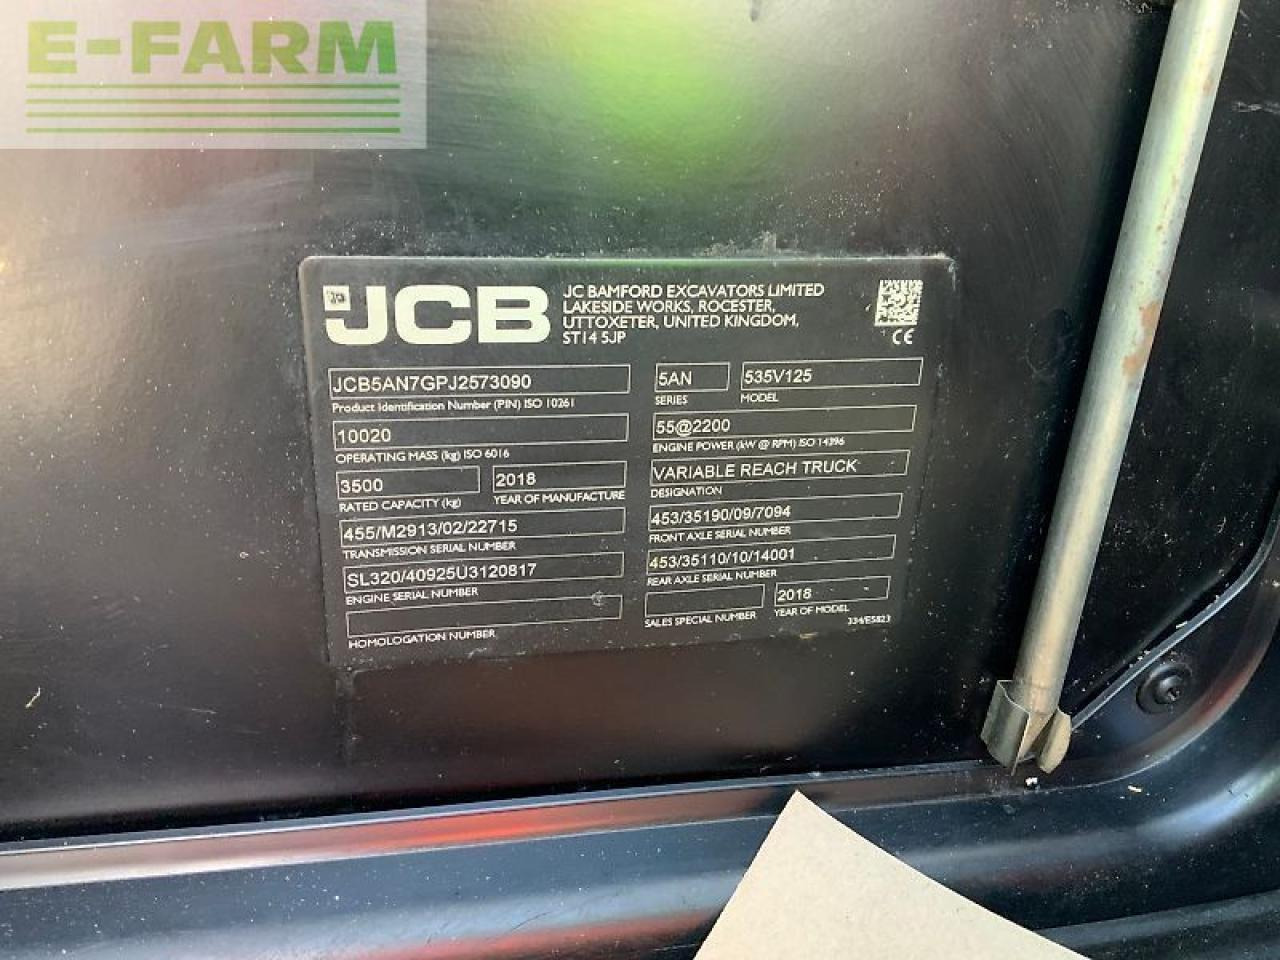 E-FARM
JCB
JC BAMFORD EXCAVATORS LIMITED
LAKESIDE WORKS, ROCESTER,
UTTOXETER, UNITED KINGDOM,
ST14 5JP
CE
JCB5AN7GPJ2573090
Product Identification Number (PIN) ISO 10261
5AN
SERIES
535V125
MODEL
10020
OPERATING MASS (kg) ISO 6016
55@2200
ENGINE POWER (kW @ RPM) ISO 14396
3500
RATED CAPACITY (kg)
2018
YEAR OF MANUFACTURE
VARIABLE REACH TRUCK
DESIGNATION
455/M2913/02/22715
TRANSMISSION SERIAL NUMBER
453/35190/09/7094
FRONT AXLE SERIAL NUMBER
SL320/40925U3120817
ENGINE SERIAL NUMBER
453/35110/10/14001
REAR AXLE SERIAL NUMBER
HOMOLOGATION NUMBER
SALES SPECIAL NUMBER
2018
YEAR OF MODEL
334/E5823